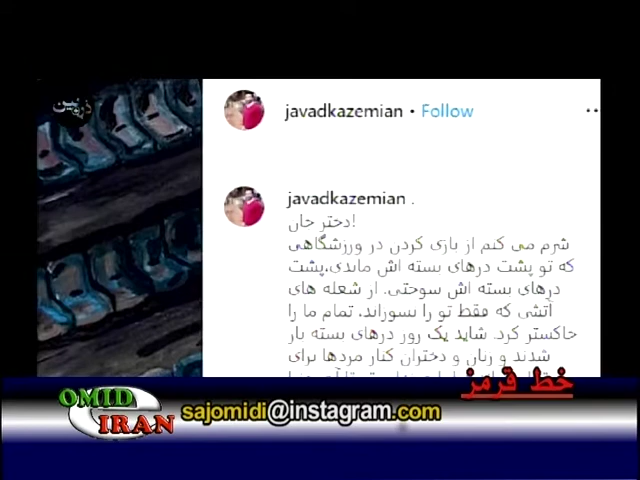 ذره بین
javadkazemian • Follow ..
javadkazemian .
دختر جان!
شرم می کنم از بازی کردن در ورزشگاهی
که تو پشت درهای بسته اش ماندی.پشت
درهای بسته اش سوختی. از شعله های
آتشی که فقط تو را نسوزاند. تمام ما را
خاکستر کرد. شاید یک روز درهای بسته باز
شدند و زنان و دختران کنار مردها برای
خط قرمز
OMID
IRAN
sajomidi@instagram.com